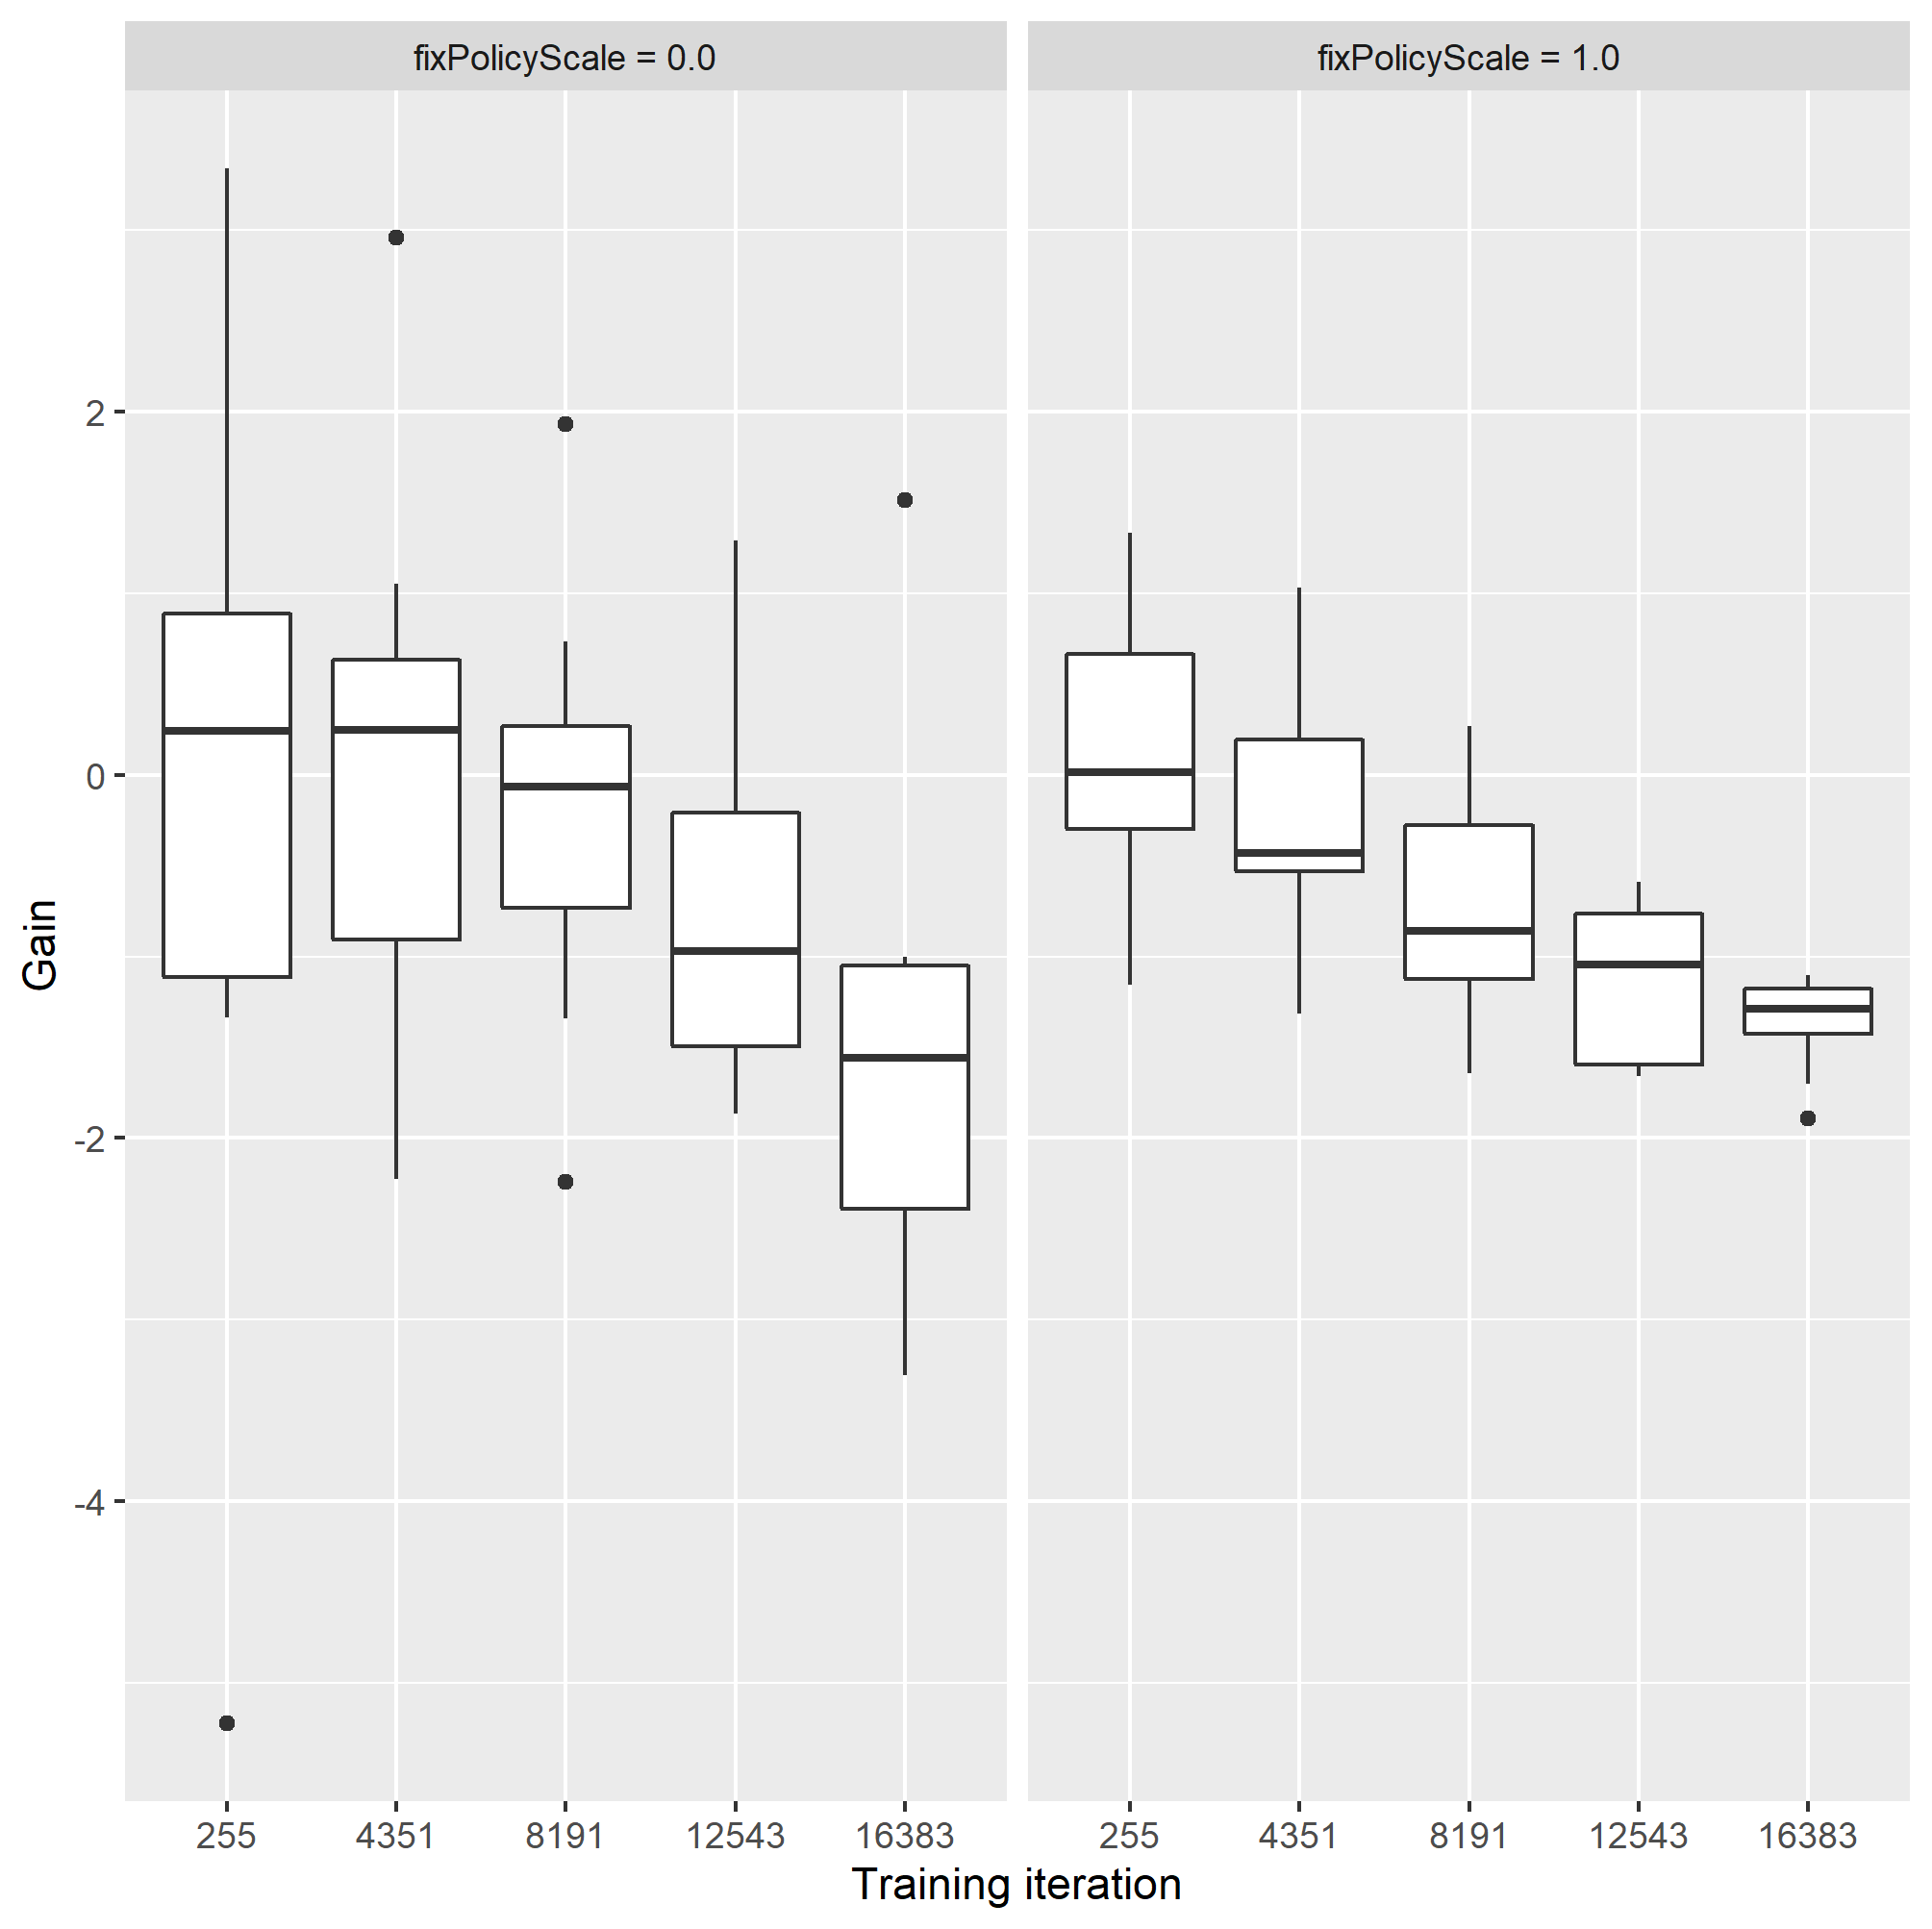 fixPolicyScale = 0.0
fixPolicyScale = 1.0
Gain
2
0
-2
-4
255 4351 8191 12543 16383 255 4351 8191 12543 16383
Training iteration